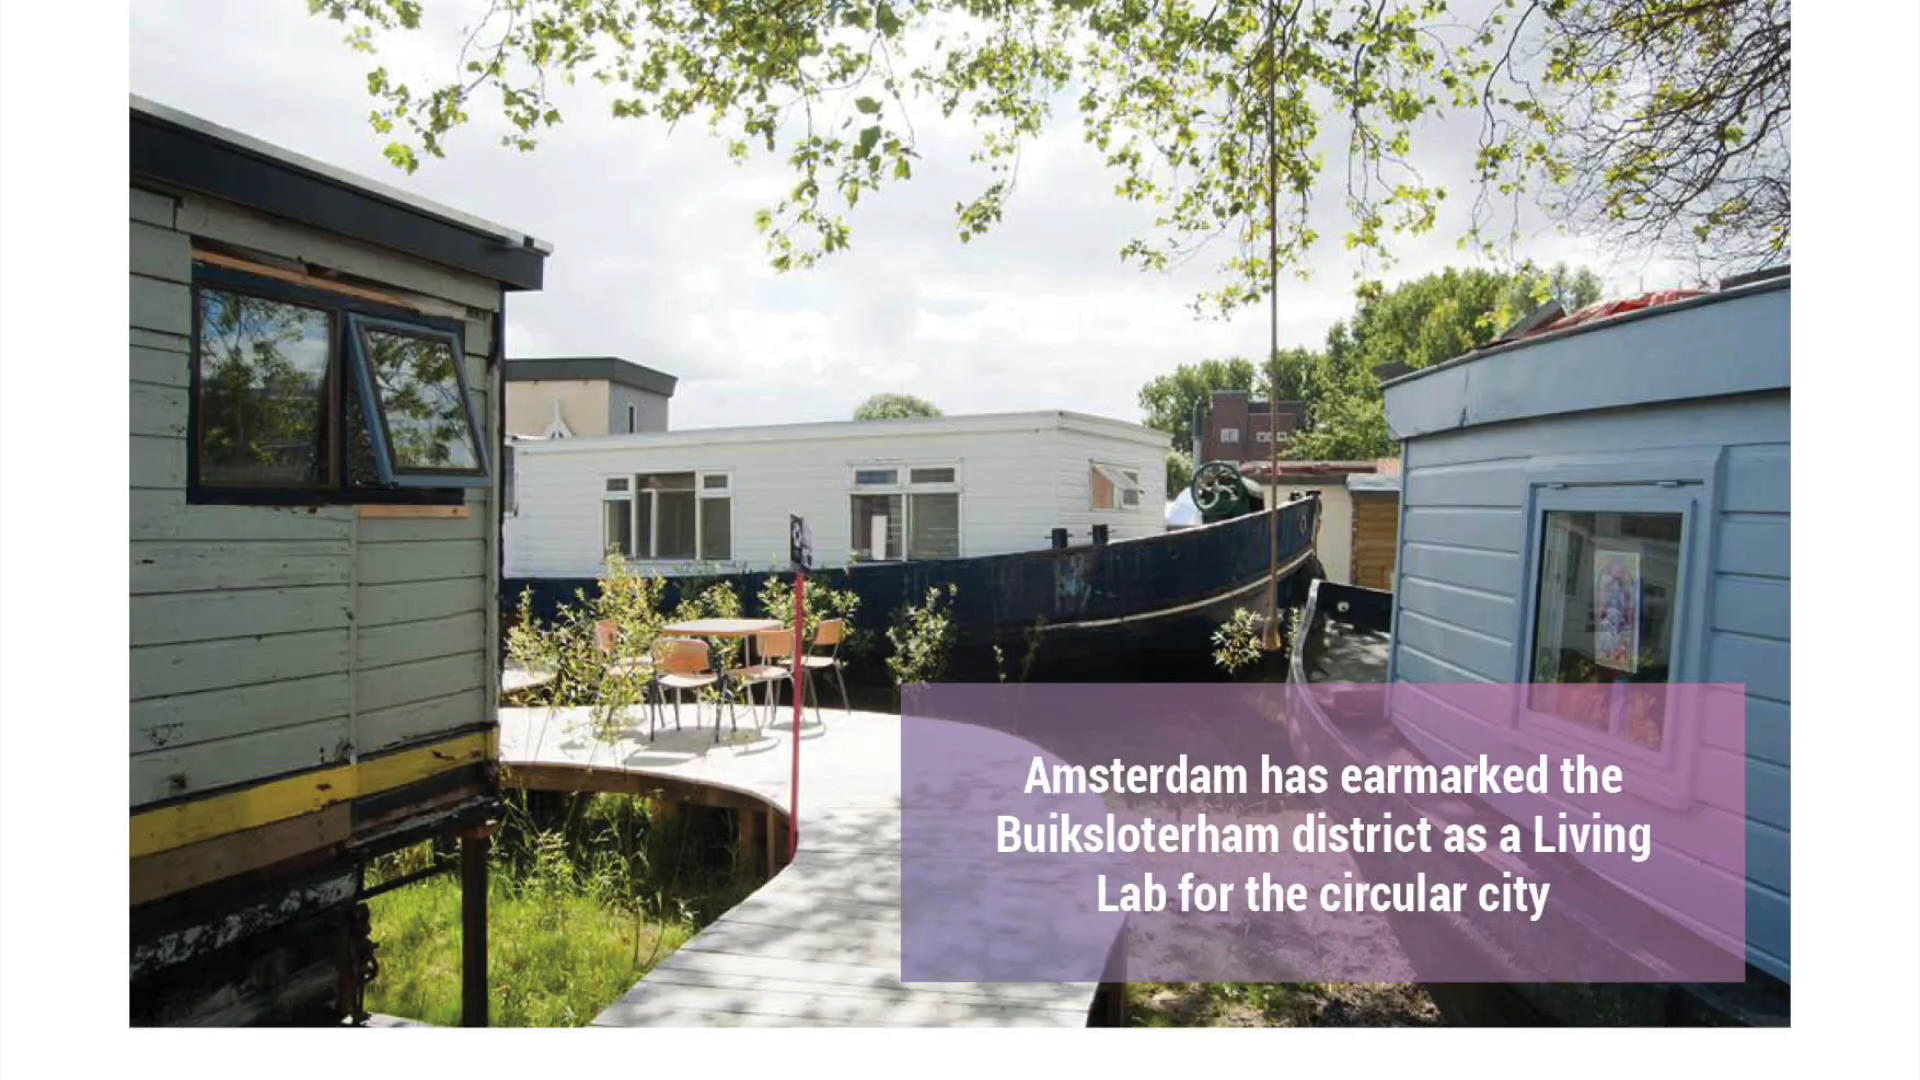 Amsterdam has earmarked the
Buiksloterham district as a Living
Lab for the circular city